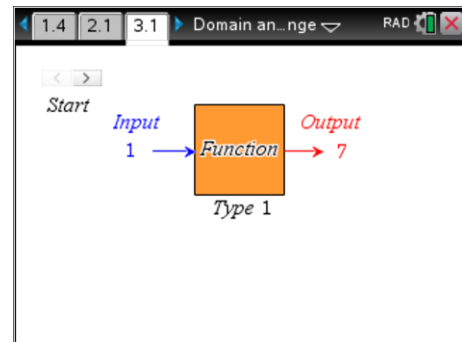 1.4 2.1 3.1 Domain an...nge RAD
< >
Start
Input Output
1 Function 7
Type 1